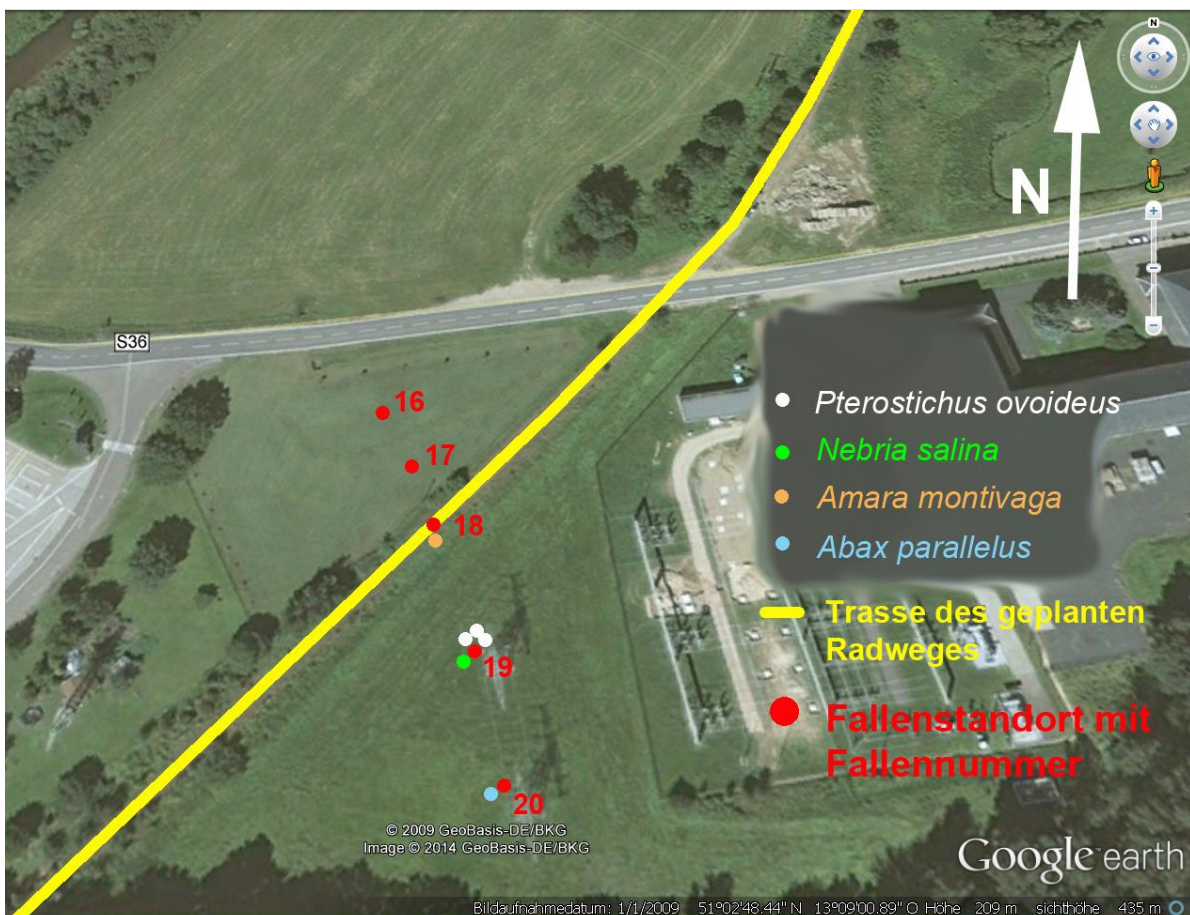 N
N
S36
16
17
18
19
20
Pterostichus ovoideus
Nebria salina
Amara montivaga
Abax parallelus
Trasse des geplanten
Radweges
Fallenstandort mit
Fallennummer
© 2009 GeoBasis-DE/BKG
Image © 2014 GeoBasis-DE/BKG
Google earth
Bildaufnahmedatum: 1/1/2009 51°02'48.44" N 13°09'00.89" O Höhe 209 m sichthöhe 435 m